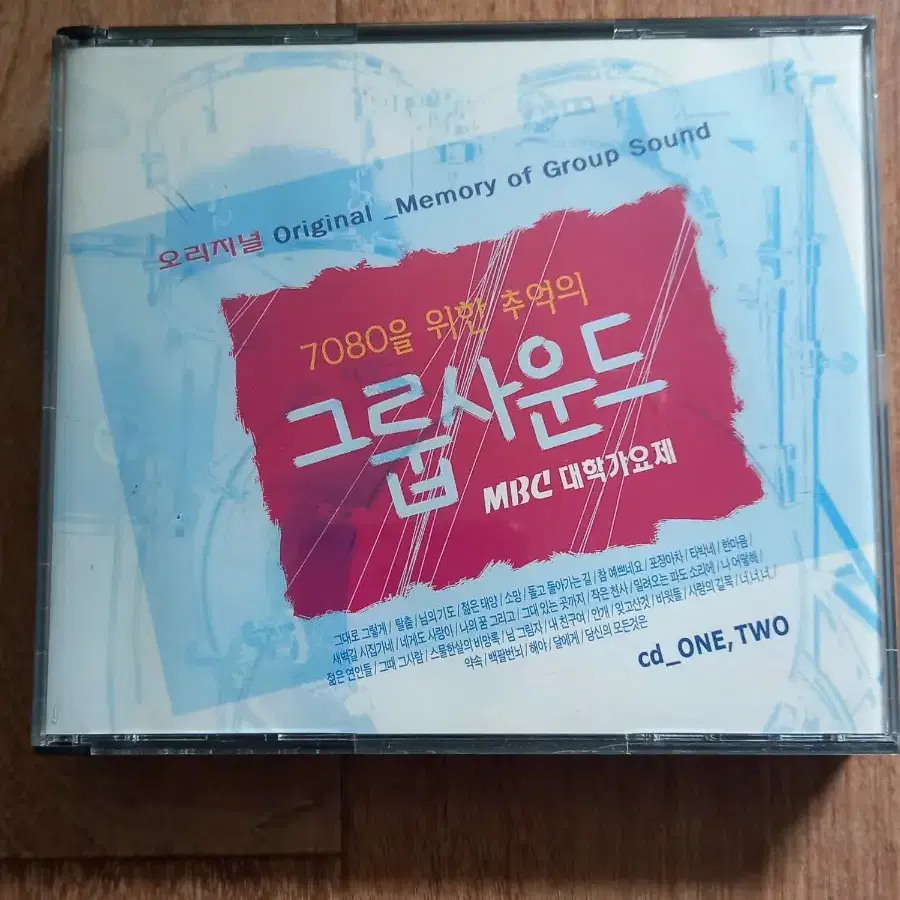 오리지널 Original _Memory of Group Sound
7080을 위한 추억의
그룹사운드
MBC 대학가요제
그대로 그렇게 / 탈춤 / 님의 기도 / 젊은 태양 / 소망 / 돌고 돌아가는 길 / 참 예쁘네요 / 포장마차 / 타박네 / 한마음 /
새벽길 시집가네 / 네게도 사랑이 / 나의 꿈 그리고 / 그대 있는 곳까지 / 작은 천사 / 밀려오는 파도 소리에 / 나 어떡해 /
젊은 연인들 / 그때 그사람 / 스물한살의 비망록 / 님 그림자 / 내 친구여 / 안개 / 잊고산것 / 바윗돌 / 사랑의 길목 / 너.너.너. /
약속 / 백팔번뇌 / 해야 / 달에게 / 당신의 모든것은
cd_ONE, TWO